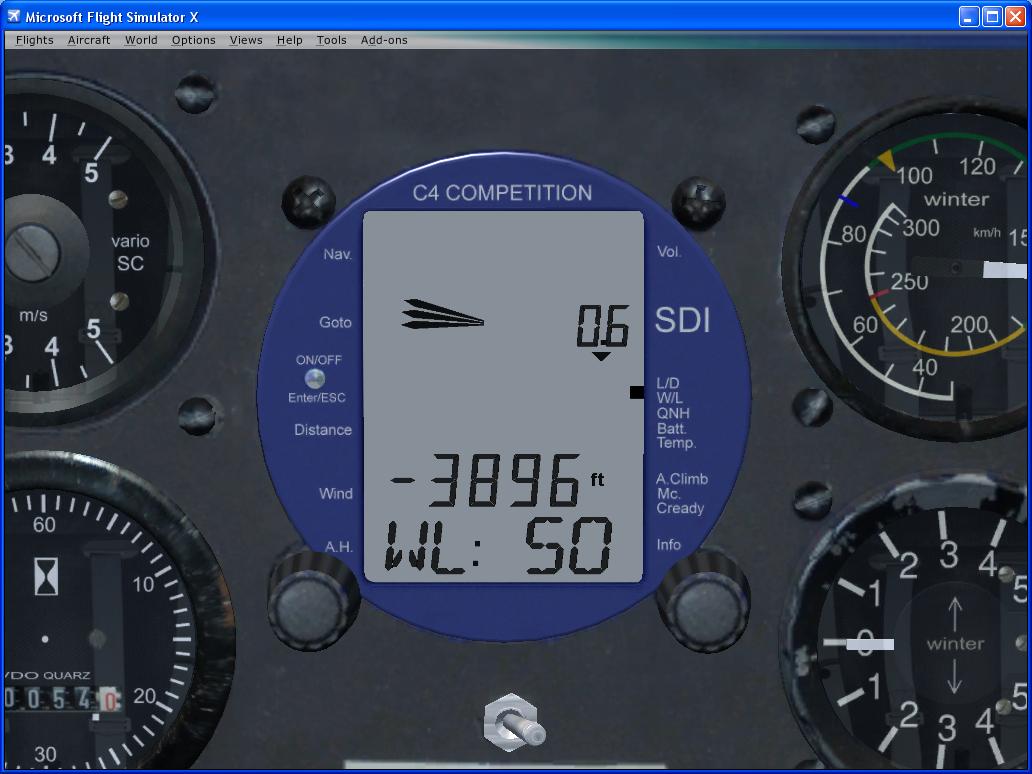 Microsoft Flight Simulator X
Flights Aircraft World Options Views Help Tools Add-ons
3 4 5
vario
SC
m/s
3 4 5
C4 COMPETITION
Nav.
Goto
ON/OFF
Enter/ESC
Distance
Wind
A.H.
Vol.
SDI
L/D
W/L
QNH
Batt.
Temp.
A.Climb
Mc.
Cready
Info
0.6
-3896 ft
WL: 50
100 120
winter
km/h
80 300 15
250
60 200
40
60
10
VDO QUARZ
0 0 5 4 0
20
30
1 2 3 4 5
0
winter
1 2 3 4 5